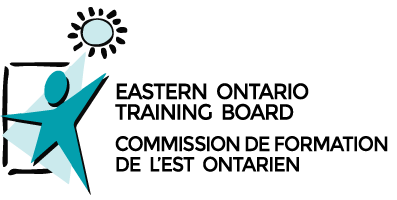 EASTERN ONTARIO
TRAINING BOARD
COMMISSION DE FORMATION
DE L'EST ONTARIEN